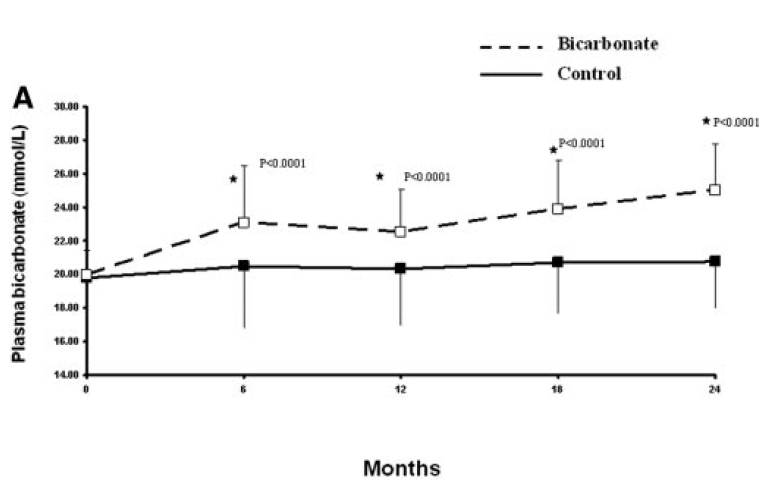 Bicarbonate
Control
A
Plasma bicarbonate (mmol/L)
30.00
28.00
26.00
24.00
22.00
20.00
18.00
16.00
14.00
★ P<0.0001
★ P<0.0001
★ P<0.0001
★ P<0.0001
0 6 12 18 24
Months